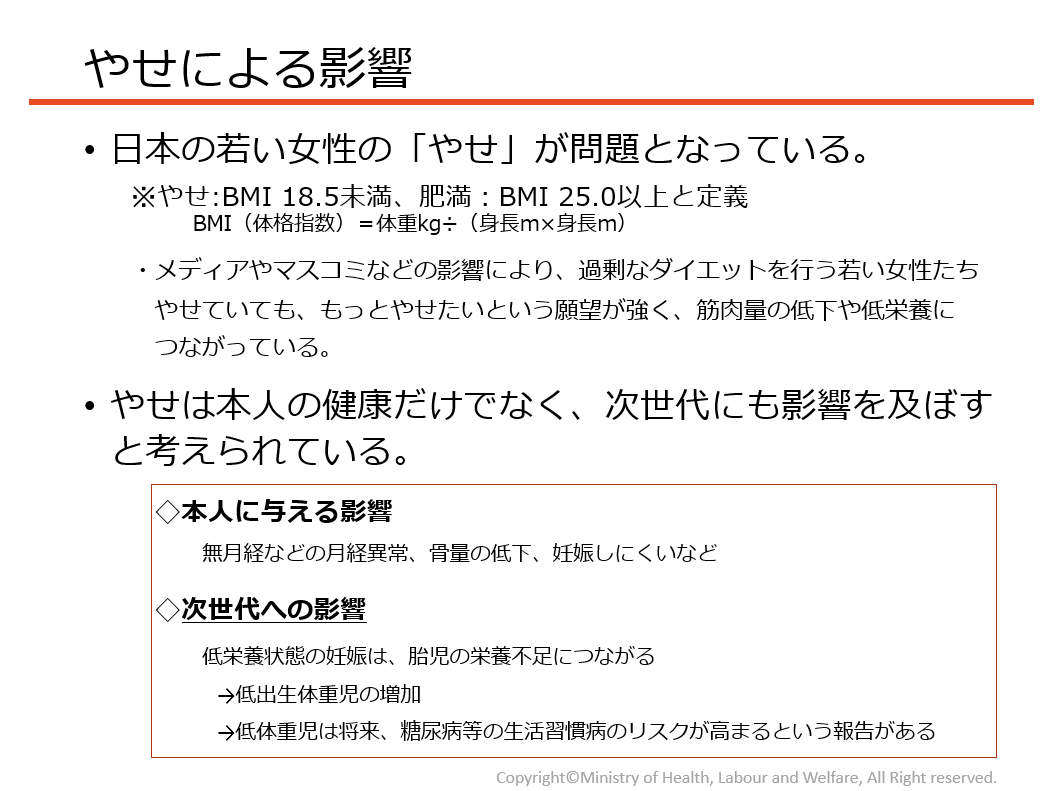 やせによる影響
• 日本の若い女性の「やせ」が問題となっている。
※やせ:BMI 18.5未満、肥満：BMI 25.0以上と定義
BMI（体格指数）＝体重kg÷（身長m×身長m）
・メディアやマスコミなどの影響により、過剰なダイエットを行う若い女性たち
やせていても、もっとやせたいという願望が強く、筋肉量の低下や低栄養に
つながっている。
• やせは本人の健康だけでなく、次世代にも影響を及ぼす
と考えられている。
◇本人に与える影響
無月経などの月経異常、骨量の低下、妊娠しにくいなど
◇次世代への影響
低栄養状態の妊娠は、胎児の栄養不足につながる
→低出生体重児の増加
→低体重児は将来、糖尿病等の生活習慣病のリスクが高まるという報告がある
Copyright©Ministry of Health, Labour and Welfare, All Right reserved.